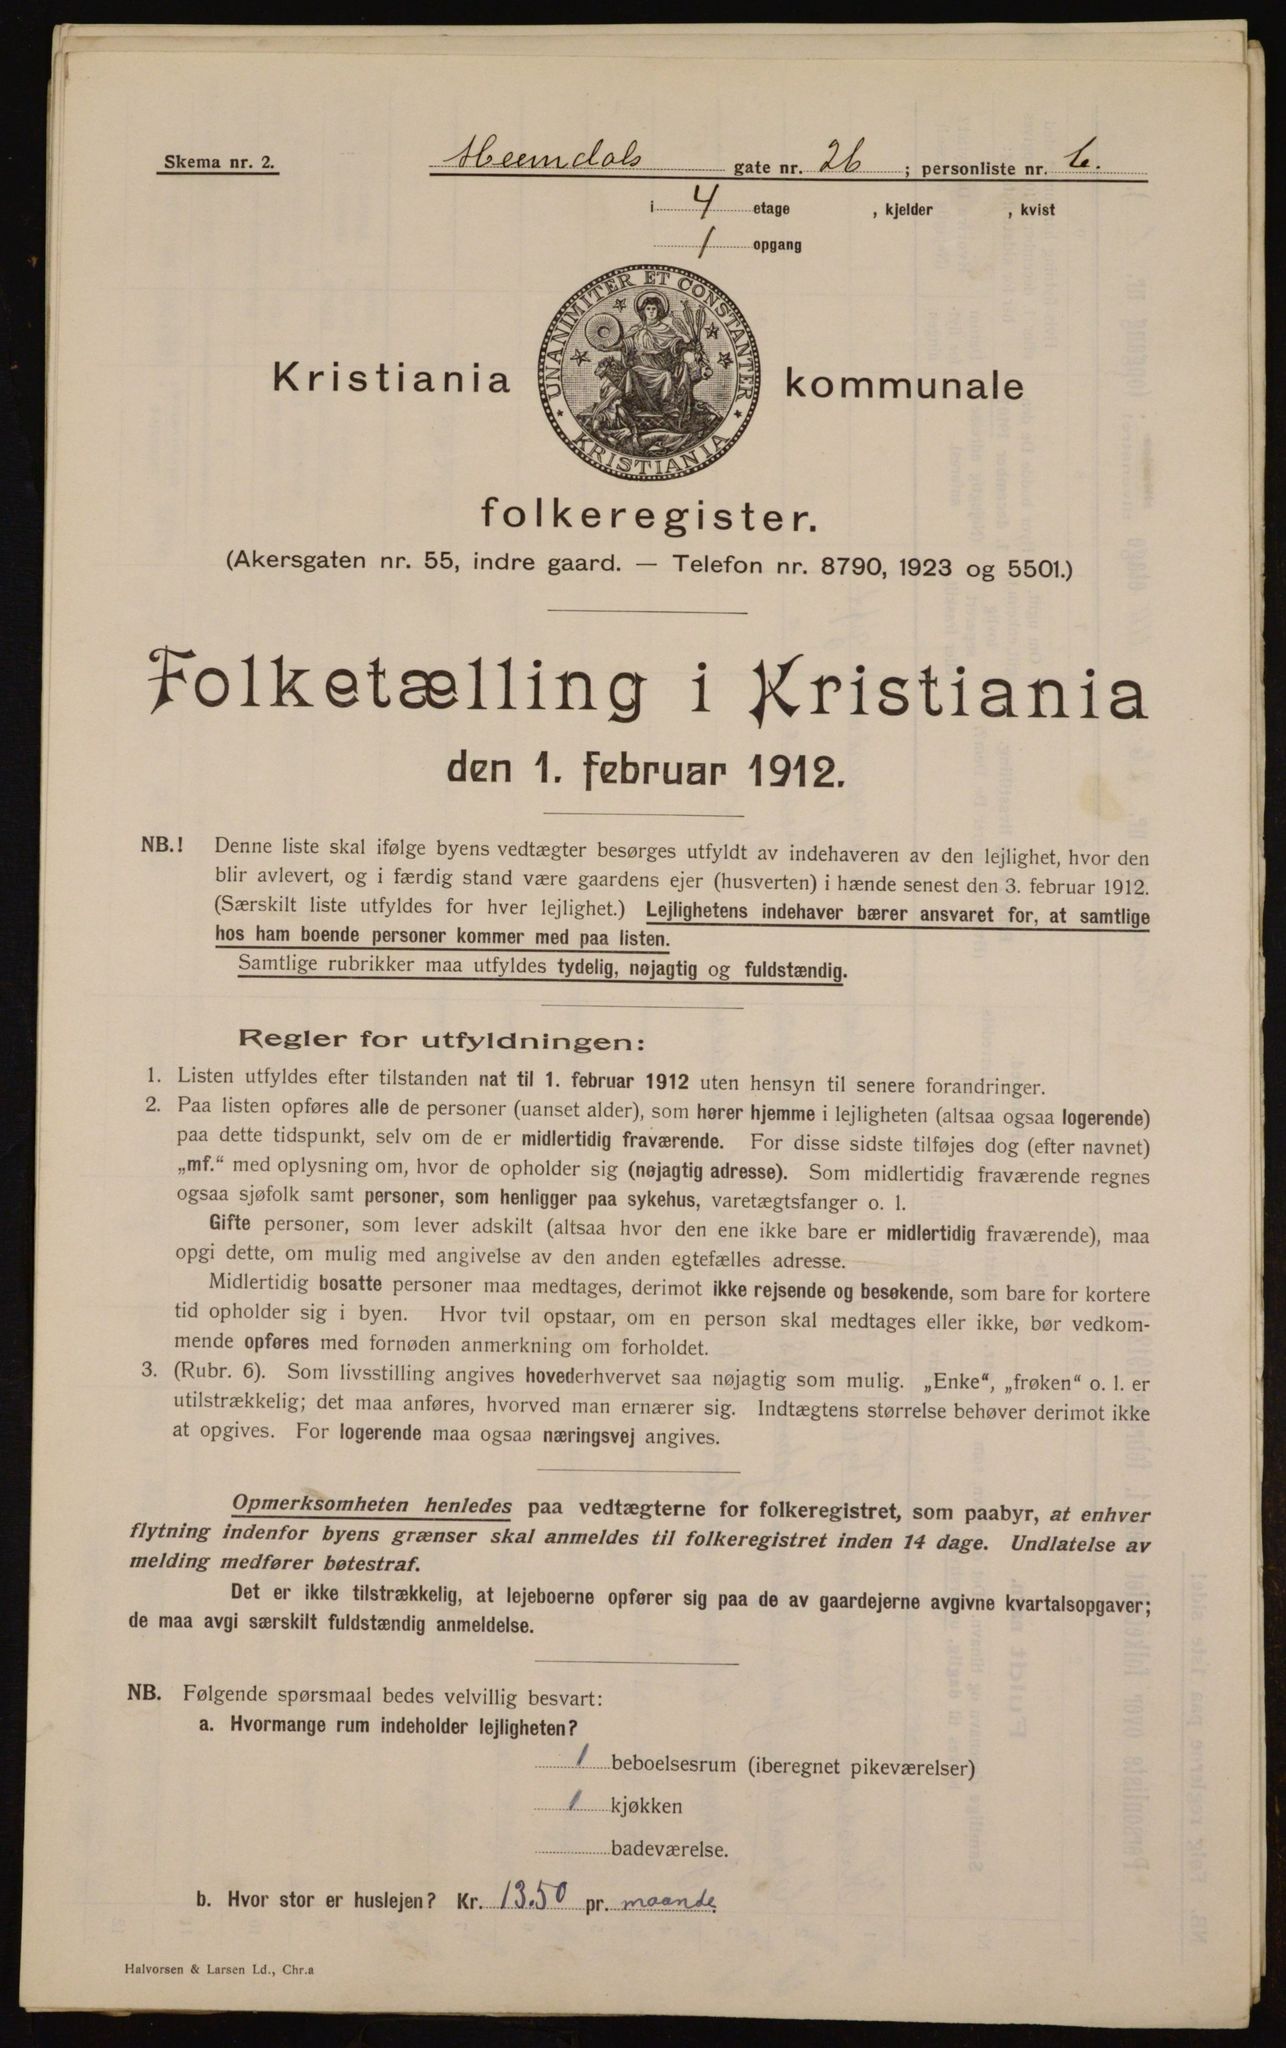 Skema nr. 2.
Heimdals gate nr. 26; personliste nr. 6.
i 4 etage , kjelder , kvist
1 opgang
UNANIMITER ET CONSTANTER
KRISTIANIA
Kristiania kommunale
folkeregister.
(Akersgaten nr. 55, indre gaard. — Telefon nr. 8790, 1923 og 5501.)
Folketælling i Kristiania
den 1. februar 1912.
NB.! Denne liste skal ifølge byens vedtægter besørges utfyldt av indehaveren av den lejlighet, hvor den
blir avlevert, og i færdig stand være gaardens ejer (husverten) i hænde senest den 3. februar 1912.
(Særskilt liste utfyldes for hver lejlighet.) Lejlighetens indehaver bærer ansvaret for, at samtlige
hos ham boende personer kommer med paa listen.
Samtlige rubrikker maa utfyldes tydelig, nøjagtig og fuldstændig.
Regler for utfyldningen:
1. Listen utfyldes efter tilstanden nat til 1. februar 1912 uten hensyn til senere forandringer.
2. Paa listen opføres alle de personer (uanset alder), som hører hjemme i lejligheten (altsaa ogsaa logerende)
paa dette tidspunkt, selv om de er midlertidig fraværende. For disse sidste tilføjes dog (efter navnet)
„mf.“ med oplysning om, hvor de opholder sig (nøjagtig adresse). Som midlertidig fraværende regnes
ogsaa sjøfolk samt personer, som henligger paa sykehus, varetægtsfanger o. l.
Gifte personer, som lever adskilt (altsaa hvor den ene ikke bare er midlertidig fraværende), maa
opgi dette, om mulig med angivelse av den anden egtefælles adresse.
Midlertidig bosatte personer maa medtages, derimot ikke rejsende og besøkende, som bare for kortere
tid opholder sig i byen. Hvor tvil opstaar, om en person skal medtages eller ikke, bør vedkom-
mende opføres med fornøden anmerkning om forholdet.
3. (Rubr. 6). Som livsstilling angives hovederhvervet saa nøjagtig som mulig. „Enke“, „frøken“ o. l. er
utilstrækkelig; det maa anføres, hvorved man ernærer sig. Indtægtens størrelse behøver derimot ikke
at opgives. For logerende maa ogsaa næringsvej angives.
Opmerksomheten henledes paa vedtægterne for folkeregistret, som paabyr, at enhver
flytning indenfor byens grænser skal anmeldes til folkeregistret inden 14 dage. Undlatelse av
melding medfører bøtestraf.
Det er ikke tilstrækkelig, at lejeboerne opfører sig paa de av gaardejerne avgivne kvartalsopgaver;
de maa avgi særskilt fuldstændig anmeldelse.
NB. Følgende spørsmaal bedes velvillig besvart:
a. Hvormange rum indeholder lejligheten?
1 beboelsesrum (iberegnet pikeværelser)
1 kjøkken
badeværelse.
b. Hvor stor er huslejen? Kr. 13.50 pr. maande.
Halvorsen & Larsen Ld., Chr.a